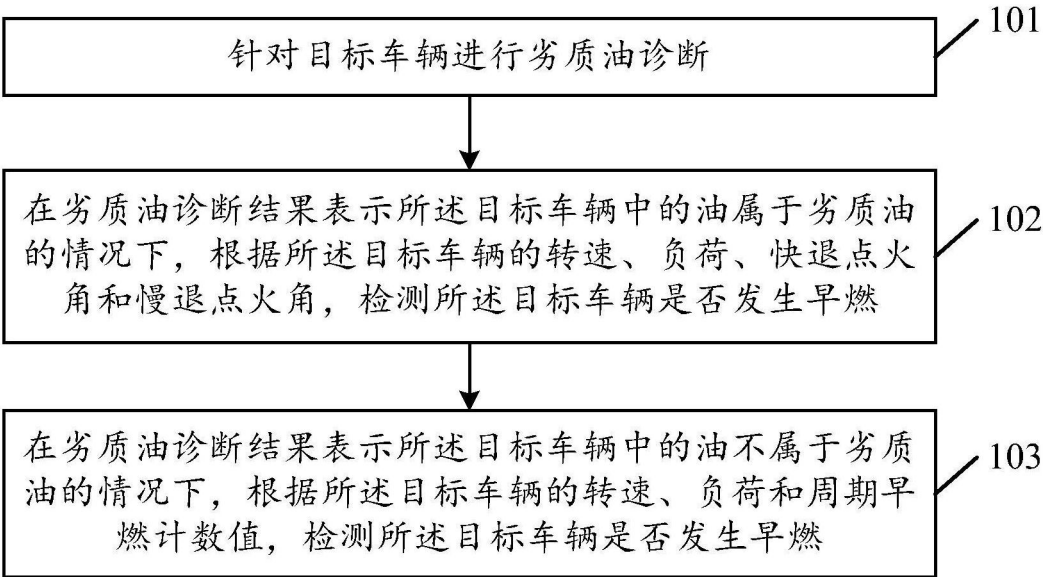 101
针对目标车辆进行劣质油诊断
102
在劣质油诊断结果表示所述目标车辆中的油属于劣质油
的情况下，根据所述目标车辆的转速、负荷、快退点火
角和慢退点火角，检测所述目标车辆是否发生早燃
103
在劣质油诊断结果表示所述目标车辆中的油不属于劣质
油的情况下，根据所述目标车辆的转速、负荷和周期早
燃计数值，检测所述目标车辆是否发生早燃